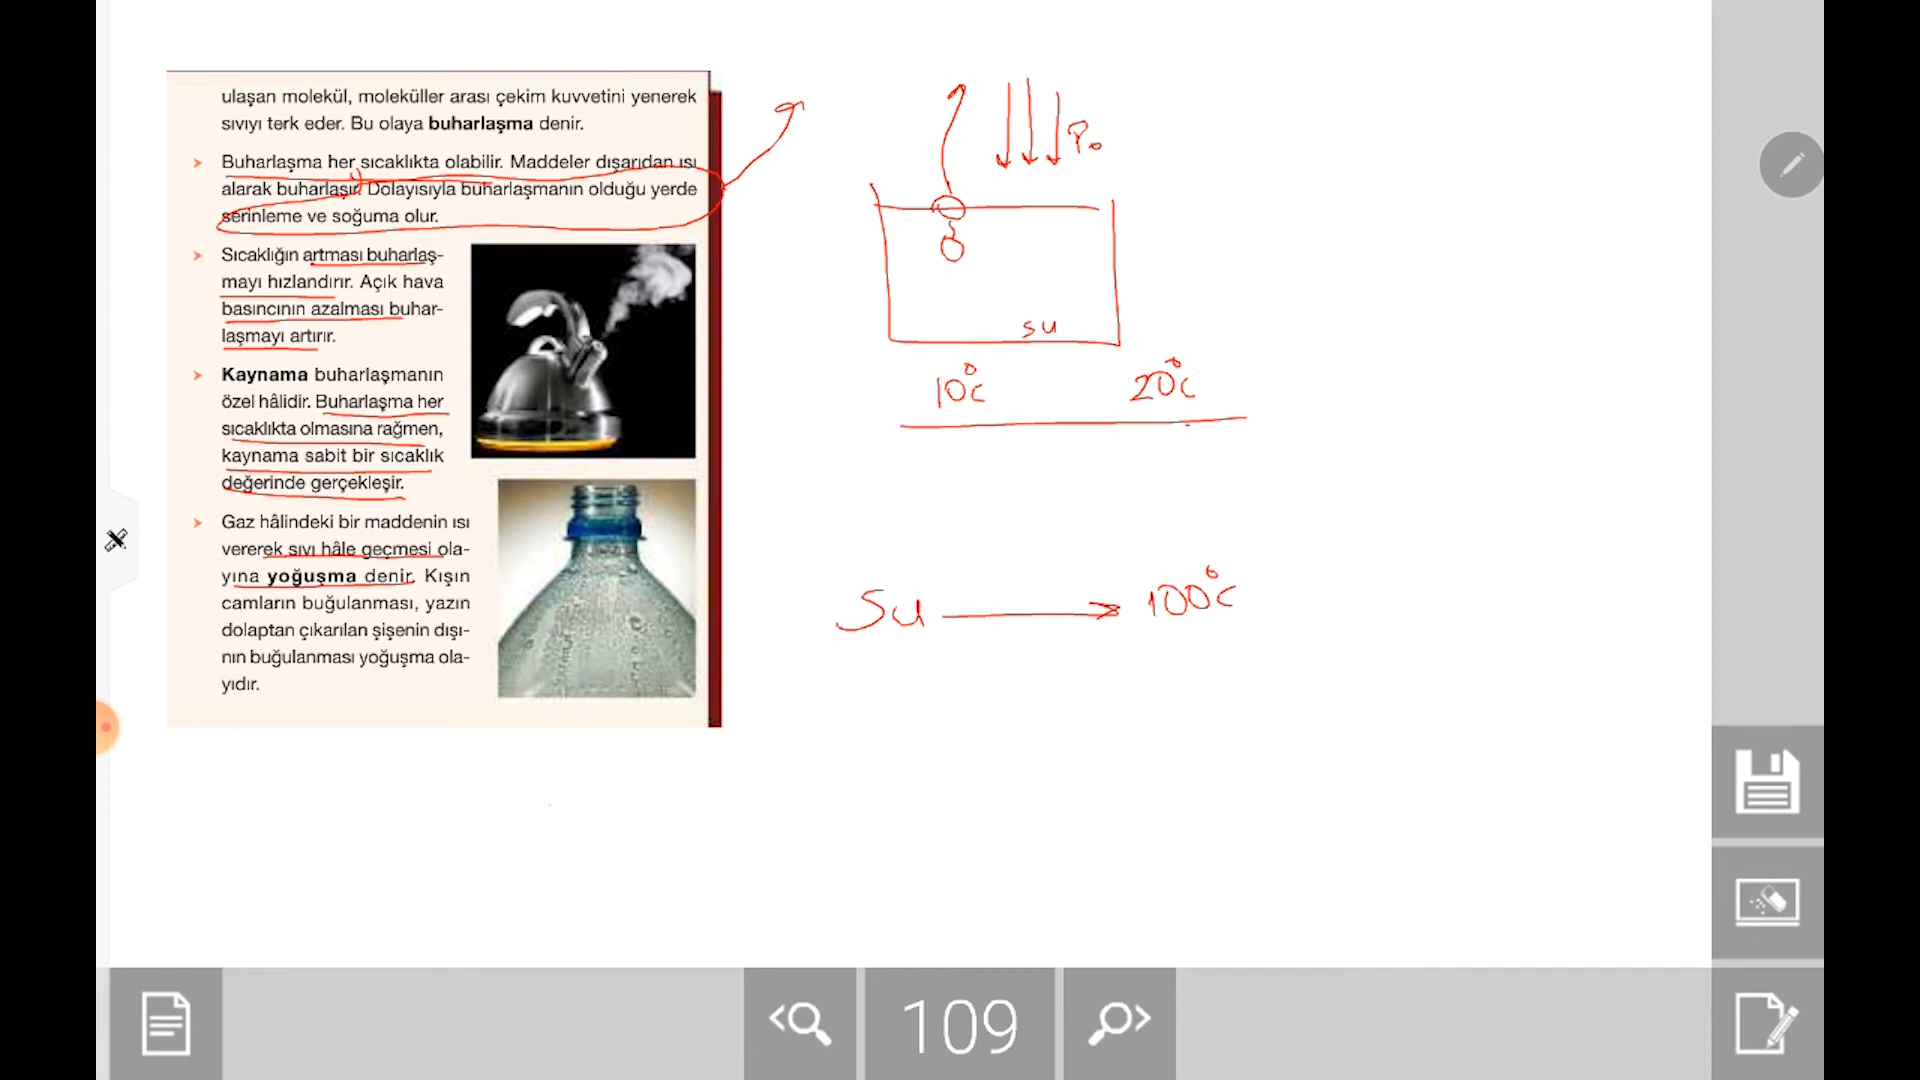 ulaşan molekül, moleküller arası çekim kuvvetini yenerek
sıvıyı terk eder. Bu olaya buharlaşma denir.
Buharlaşma her sıcaklıkta olabilir. Maddeler dışarıdan ısı
alarak buharlaşır. Dolayısıyla buharlaşmanın olduğu yerde
serinleme ve soğuma olur.
Sıcaklığın artması buharlaş-
mayı hızlandırır. Açık hava
basıncının azalması buhar-
laşmayı artırır.
Kaynama buharlaşmanın
özel hâlidir. Buharlaşma her
sıcaklıkta olmasına rağmen,
kaynama sabit bir sıcaklık
değerinde gerçekleşir.
Gaz hâlindeki bir maddenin ısı
vererek sıvı hâle geçmesi ola-
yına yoğuşma denir. Kışın
camların buğulanması, yazın
dolaptan çıkarılan şişenin dışı-
nın buğulanması yoğuşma ola-
yıdır.
P₀
su
10°C 20°C
Su → 100°C
109